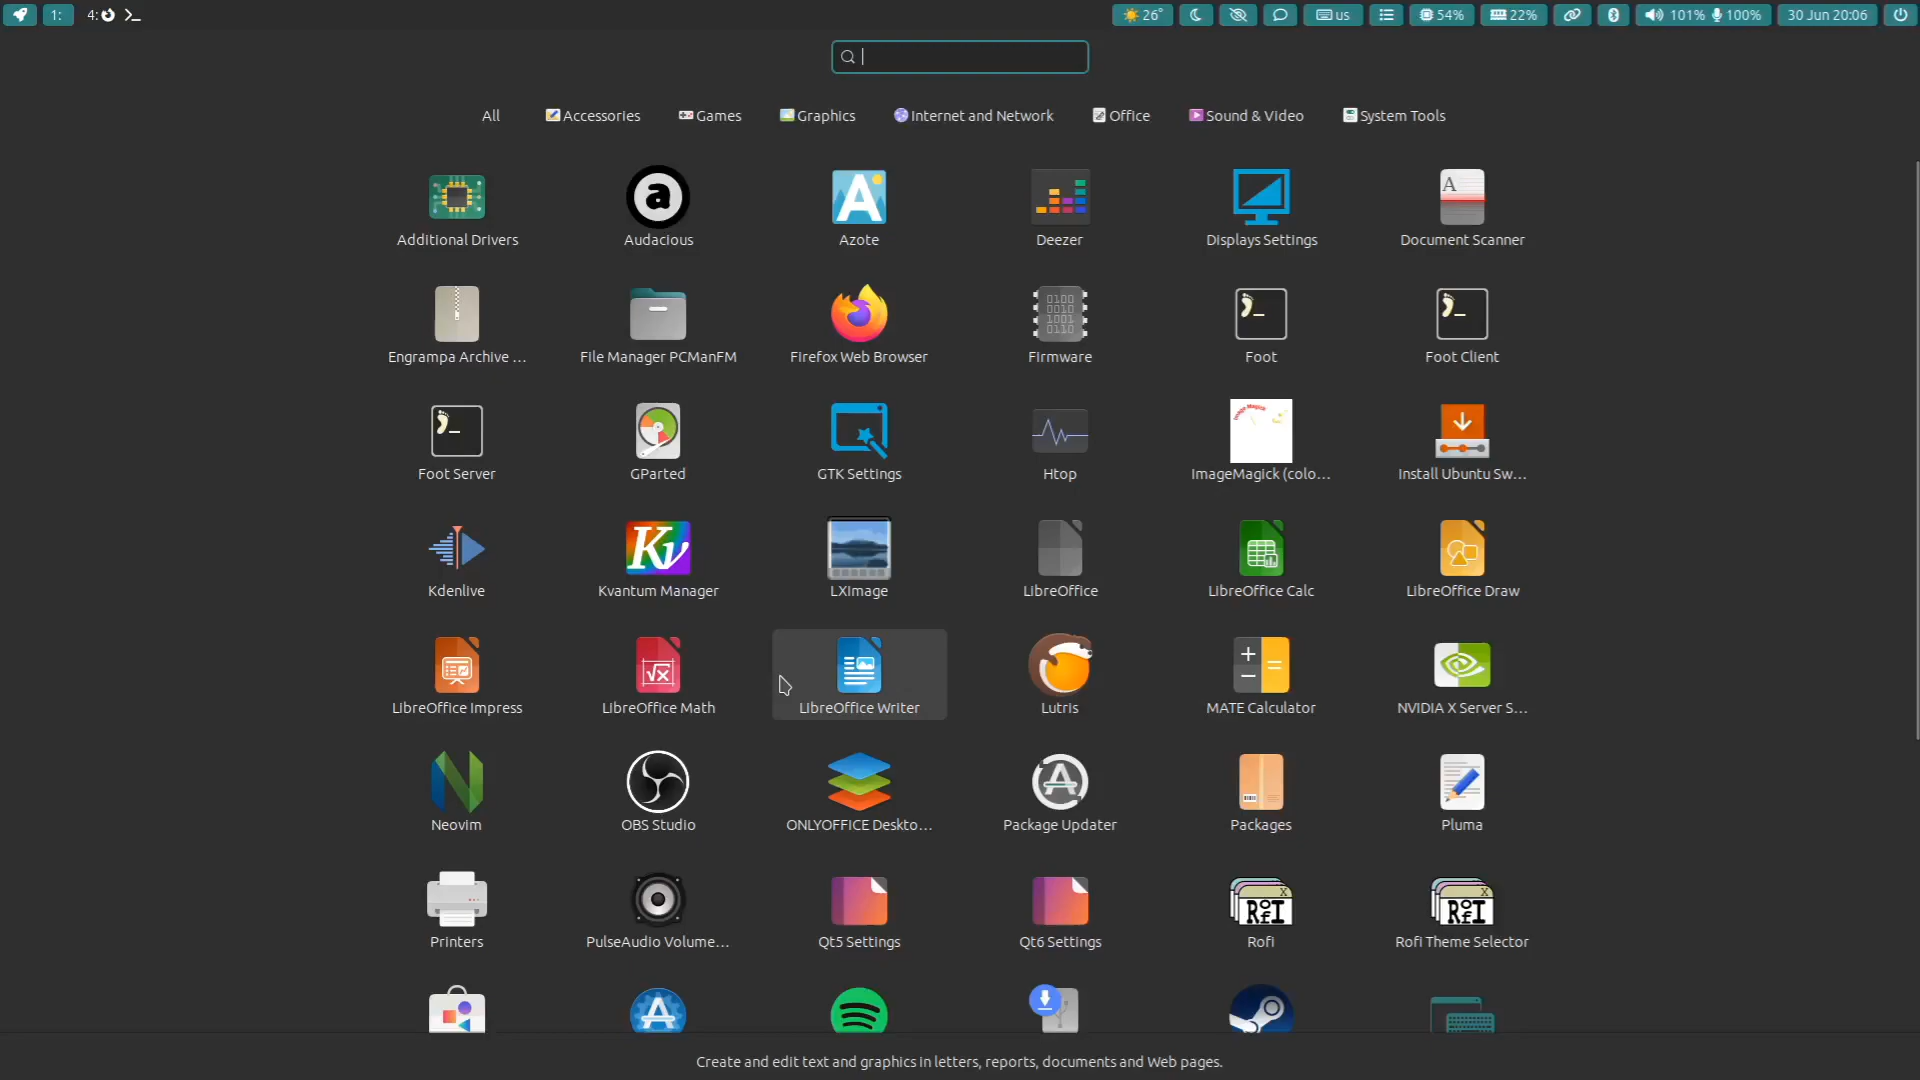 1:
4:
26°
us
54%
22%
101%
100%
30 Jun 20:06
All
Accessories
Games
Graphics
Internet and Network
Office
Sound & Video
System Tools
Additional Drivers
Audacious
Azote
Deezer
Displays Settings
Document Scanner
Engrampa Archive ...
File Manager PCManFM
Firefox Web Browser
Firmware
Foot
Foot Client
Foot Server
GParted
GTK Settings
Htop
ImageMagick (colo...
Install Ubuntu Sw...
Kdenlive
Kvantum Manager
LXImage
LibreOffice
LibreOffice Calc
LibreOffice Draw
LibreOffice Impress
LibreOffice Math
LibreOffice Writer
Lutris
MATE Calculator
NVIDIA X Server S...
Neovim
OBS Studio
ONLYOFFICE Deskto...
Package Updater
Packages
Pluma
Printers
PulseAudio Volume...
Qt5 Settings
Qt6 Settings
Rofi
Rofi Theme Selector
Create and edit text and graphics in letters, reports, documents and Web pages.